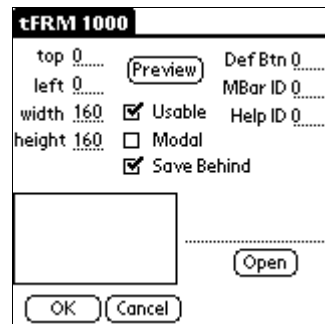 tFRM 1000
top 0 Preview Def Btn 0
left 0 MBar ID 0
width 160 Usable Help ID 0
height 160 Modal
Save Behind
Open
OK Cancel